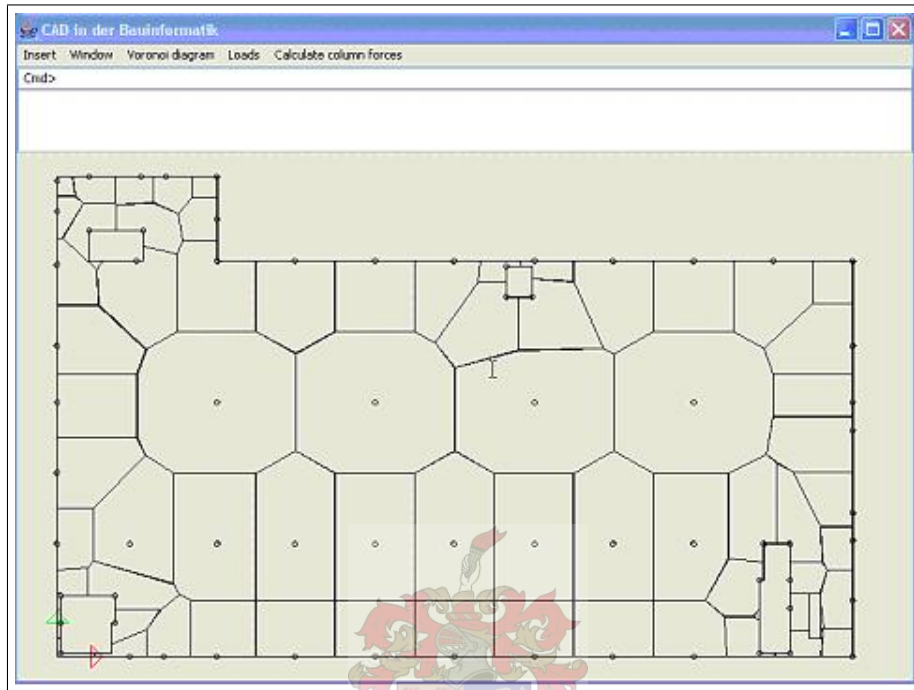 CAD in der Bauinformatik
Insert Window Voronoi diagram Loads Calculate column forces
Cmd>